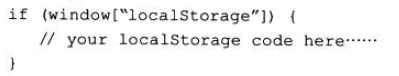 if (window["localStorage"]) {
// your localStorage code here……
}